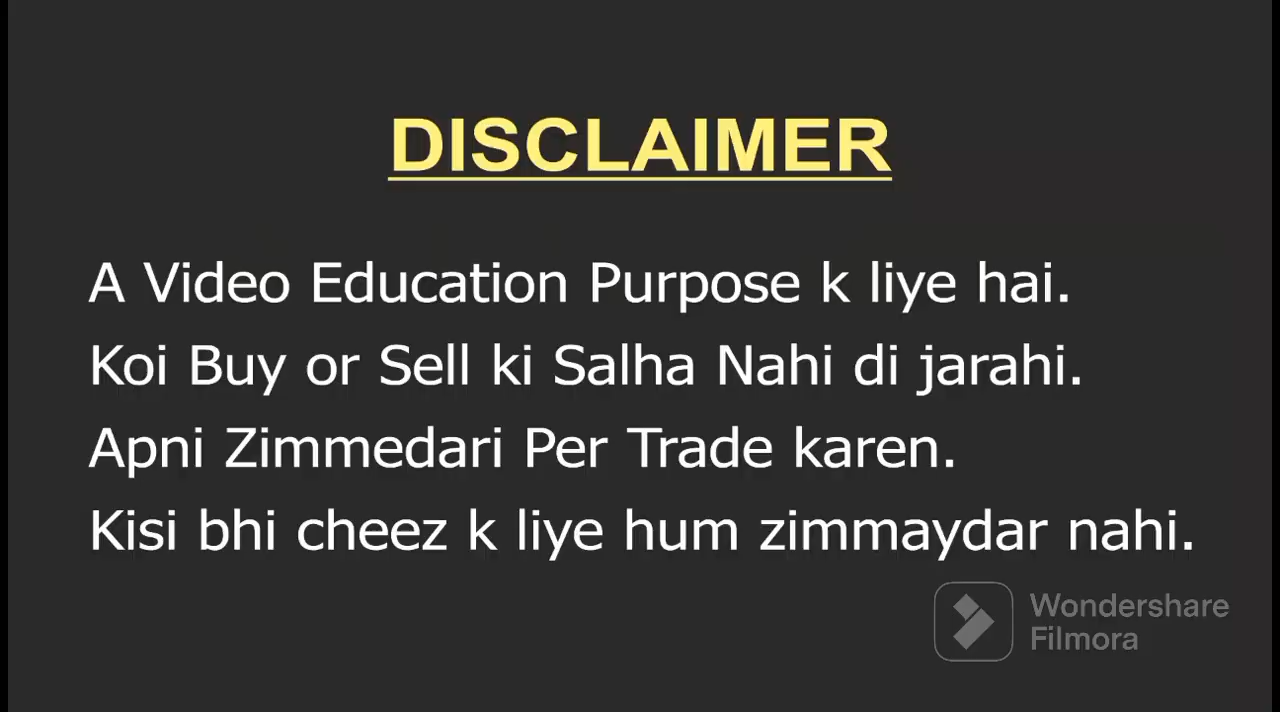 DISCLAIMER
A Video Education Purpose k liye hai.
Koi Buy or Sell ki Salha Nahi di jarahi.
Apni Zimmedari Per Trade karen.
Kisi bhi cheez k liye hum zimmaydar nahi.
Wondershare
Filmora